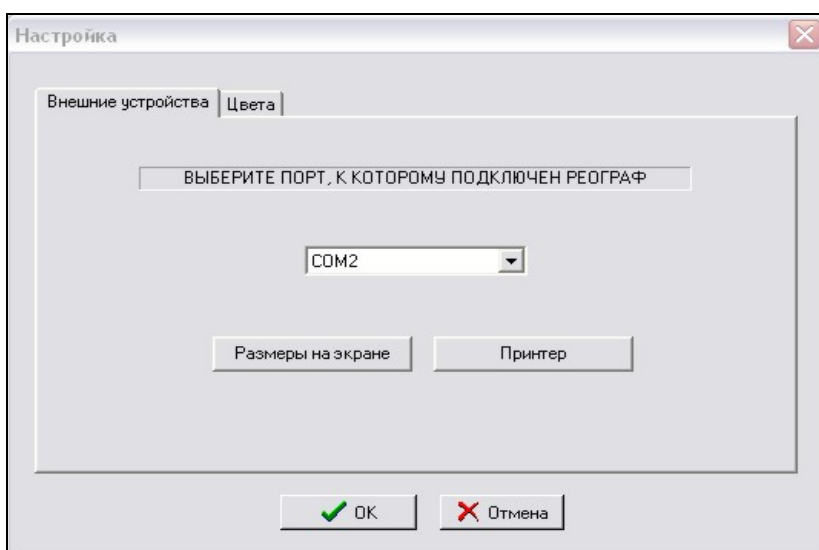 Настройка
Внешние устройства Цвета
ВЫБЕРИТЕ ПОРТ, К КОТОРОМУ ПОДКЛЮЧЕН РЕОГРАФ
COM2
Размеры на экране Принтер
OK Отмена